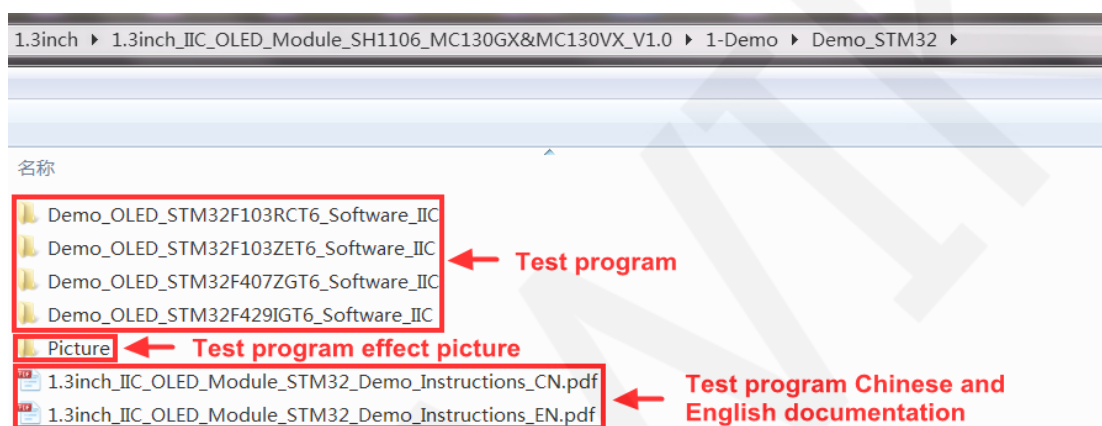 1.3inch ▸ 1.3inch_IIC_OLED_Module_SH1106_MC130GX&MC130VX_V1.0 ▸ 1-Demo ▸ Demo_STM32 ▸
名称
Demo_OLED_STM32F103RCT6_Software_IIC
Demo_OLED_STM32F103ZET6_Software_IIC
Test program
Demo_OLED_STM32F407ZGT6_Software_IIC
Demo_OLED_STM32F429IGT6_Software_IIC
Picture
Test program effect picture
1.3inch_IIC_OLED_Module_STM32_Demo_Instructions_CN.pdf
1.3inch_IIC_OLED_Module_STM32_Demo_Instructions_EN.pdf
Test program Chinese and
English documentation